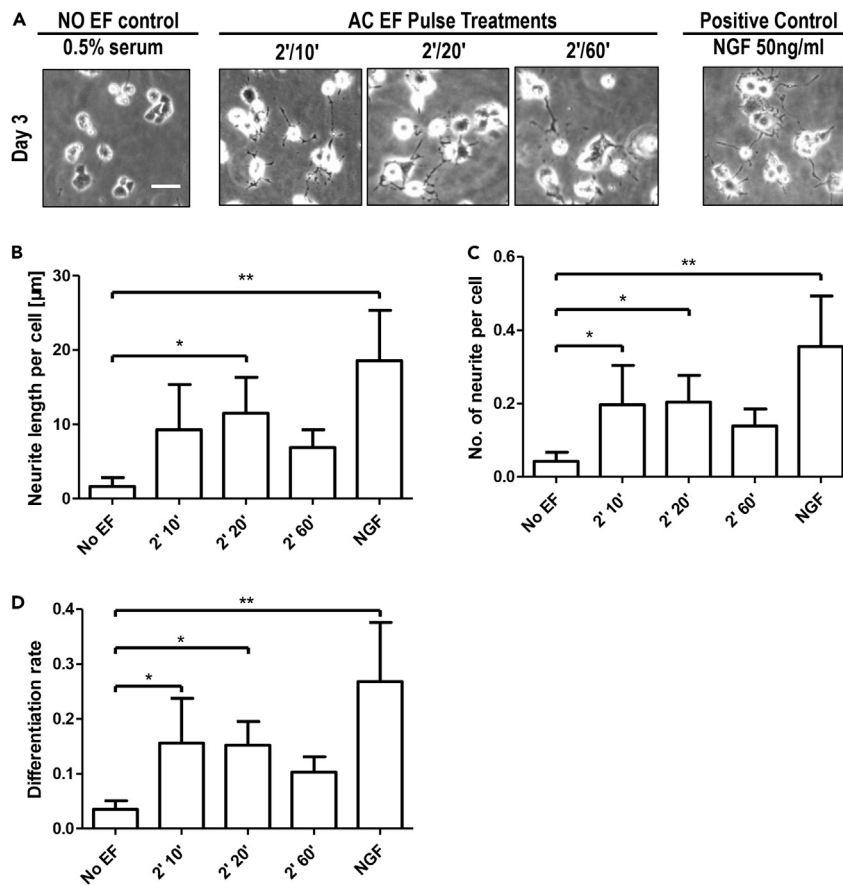 A
NO EF control
AC EF Pulse Treatments
Positive Control
0.5% serum
2'/10'
2'/20'
2'/60'
NGF 50ng/ml
Day 3
B
Neurite length per cell [µm]
30
20
10
0
**
*
No EF
2' 10'
2' 20'
2' 60'
NGF
C
No. of neurite per cell
0.6
0.4
0.2
0.0
**
*
*
No EF
2' 10'
2' 20'
2' 60'
NGF
D
Differentiation rate
0.4
0.3
0.2
0.1
0.0
**
*
*
No EF
2' 10'
2' 20'
2' 60'
NGF